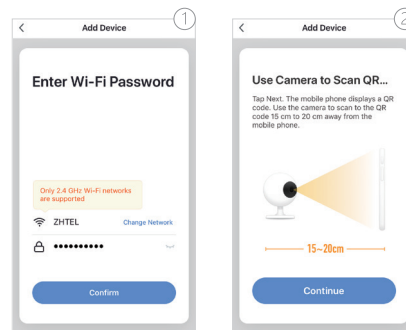 ①
Add Device
Enter Wi-Fi Password
Only 2.4 GHz Wi-Fi networks
are supported
ZHTEL
Change Network
••••••••••
Confirm
②
Add Device
Use Camera to Scan QR...
Tap Next. The mobile phone displays a QR
code. Use the camera to scan to the QR
code 15 cm to 20 cm away from the
mobile phone.
15~20cm
Continue